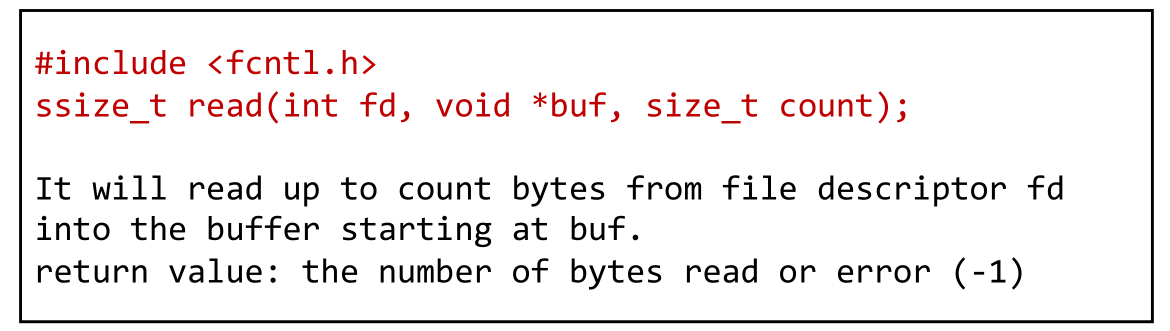 #include <fcntl.h>
ssize_t read(int fd, void *buf, size_t count);
It will read up to count bytes from file descriptor fd
into the buffer starting at buf.
return value: the number of bytes read or error (-1)